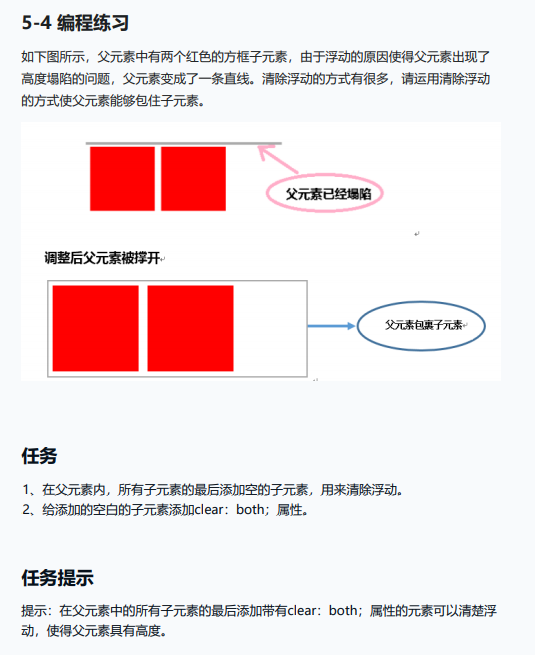 5-4 编程练习
如下图所示，父元素中有两个红色的方框子元素，由于浮动的原因使得父元素出现了
高度塌陷的问题，父元素变成了一条直线。清除浮动的方式有很多，请运用清除浮动
的方式使父元素能够包住子元素。
父元素已经塌陷
调整后父元素被撑开
父元素包裹子元素
任务
1、在父元素内，所有子元素的最后添加空的子元素，用来清除浮动。
2、给添加的空白的子元素添加clear：both；属性。
任务提示
提示：在父元素中的所有子元素的最后添加带有clear：both；属性的元素可以清楚浮
动，使得父元素具有高度。